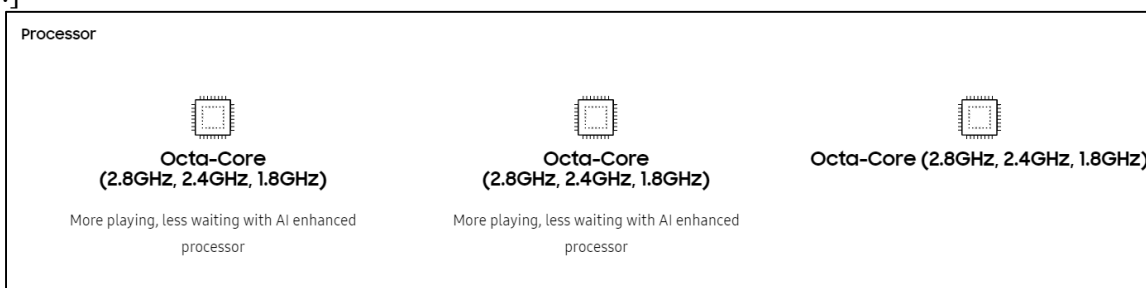 Processor
Octa-Core
(2.8GHz, 2.4GHz, 1.8GHz)
More playing, less waiting with AI enhanced
processor
Octa-Core
(2.8GHz, 2.4GHz, 1.8GHz)
More playing, less waiting with AI enhanced
processor
Octa-Core (2.8GHz, 2.4GHz, 1.8GHz)